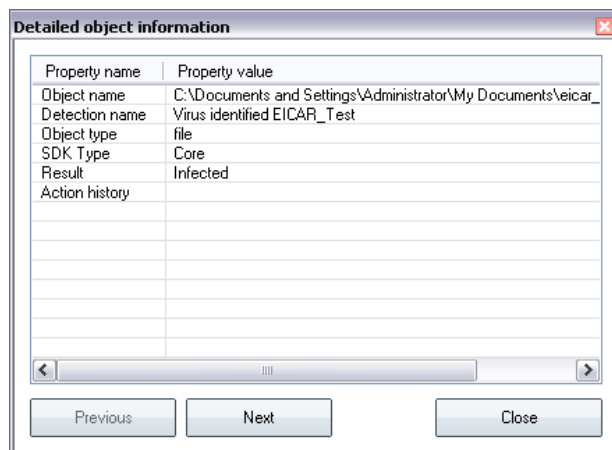 Detailed object information
Property name Property value
Object name C:\Documents and Settings\Administrator\My Documents\eicar_
Detection name Virus identified EICAR_Test
Object type file
SDK Type Core
Result Infected
Action history
Previous Next Close